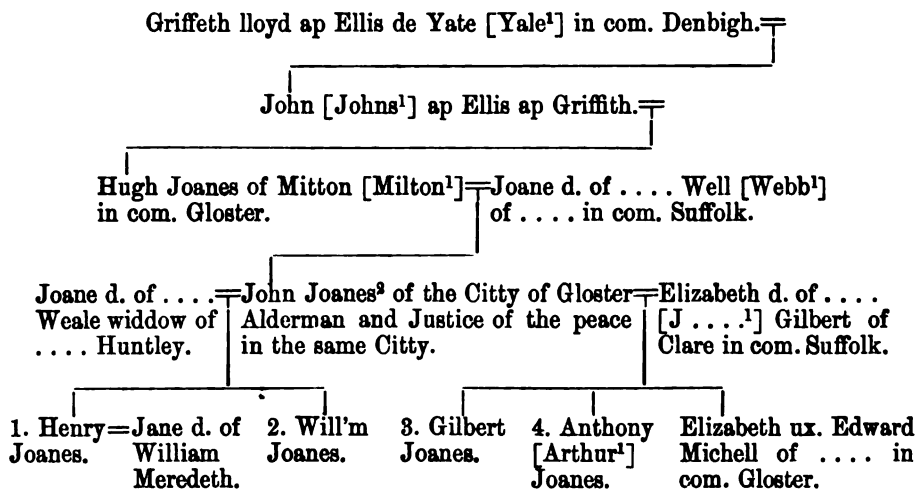 Griffeth lloyd ap Ellis de Yate [Yale¹] in com. Denbigh.
John [Johns¹] ap Ellis ap Griffith.
Hugh Joanes of Mitton [Milton¹]=Joane d. of . . . . Well [Webb¹]
in com. Gloster. of . . . . in com. Suffolk.
Joane d. of . . . .=John Joanes² of the Citty of Gloster=Elizabeth d. of . . . .
Weale widdow of Alderman and Justice of the peace [J . . . .¹] Gilbert of
. . . . Huntley. in the same Citty. Clare in com. Suffolk.
1. Henry=Jane d. of 2. Will'm 3. Gilbert 4. Anthony Elizabeth ux. Edward
Joanes. William Joanes. Joanes. [Arthur¹] Michell of . . . . in
Meredeth. Joanes. com. Gloster.